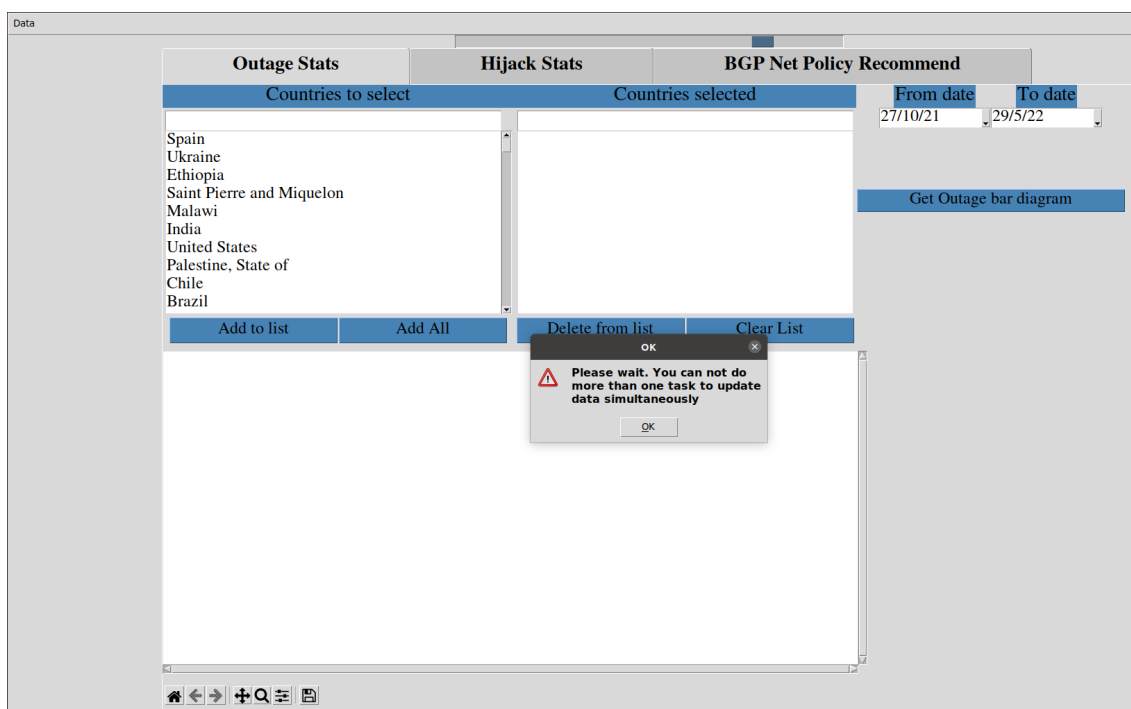 Data
Outage Stats
Hijack Stats
BGP Net Policy Recommend
Countries to select
Countries selected
From date
To date
27/10/21
29/5/22
Spain
Ukraine
Ethiopia
Saint Pierre and Miquelon
Malawi
India
United States
Palestine, State of
Chile
Brazil
Get Outage bar diagram
Add to list
Add All
Delete from list
Clear List
OK
Please wait. You can not do
more than one task to update
data simultaneously
OK